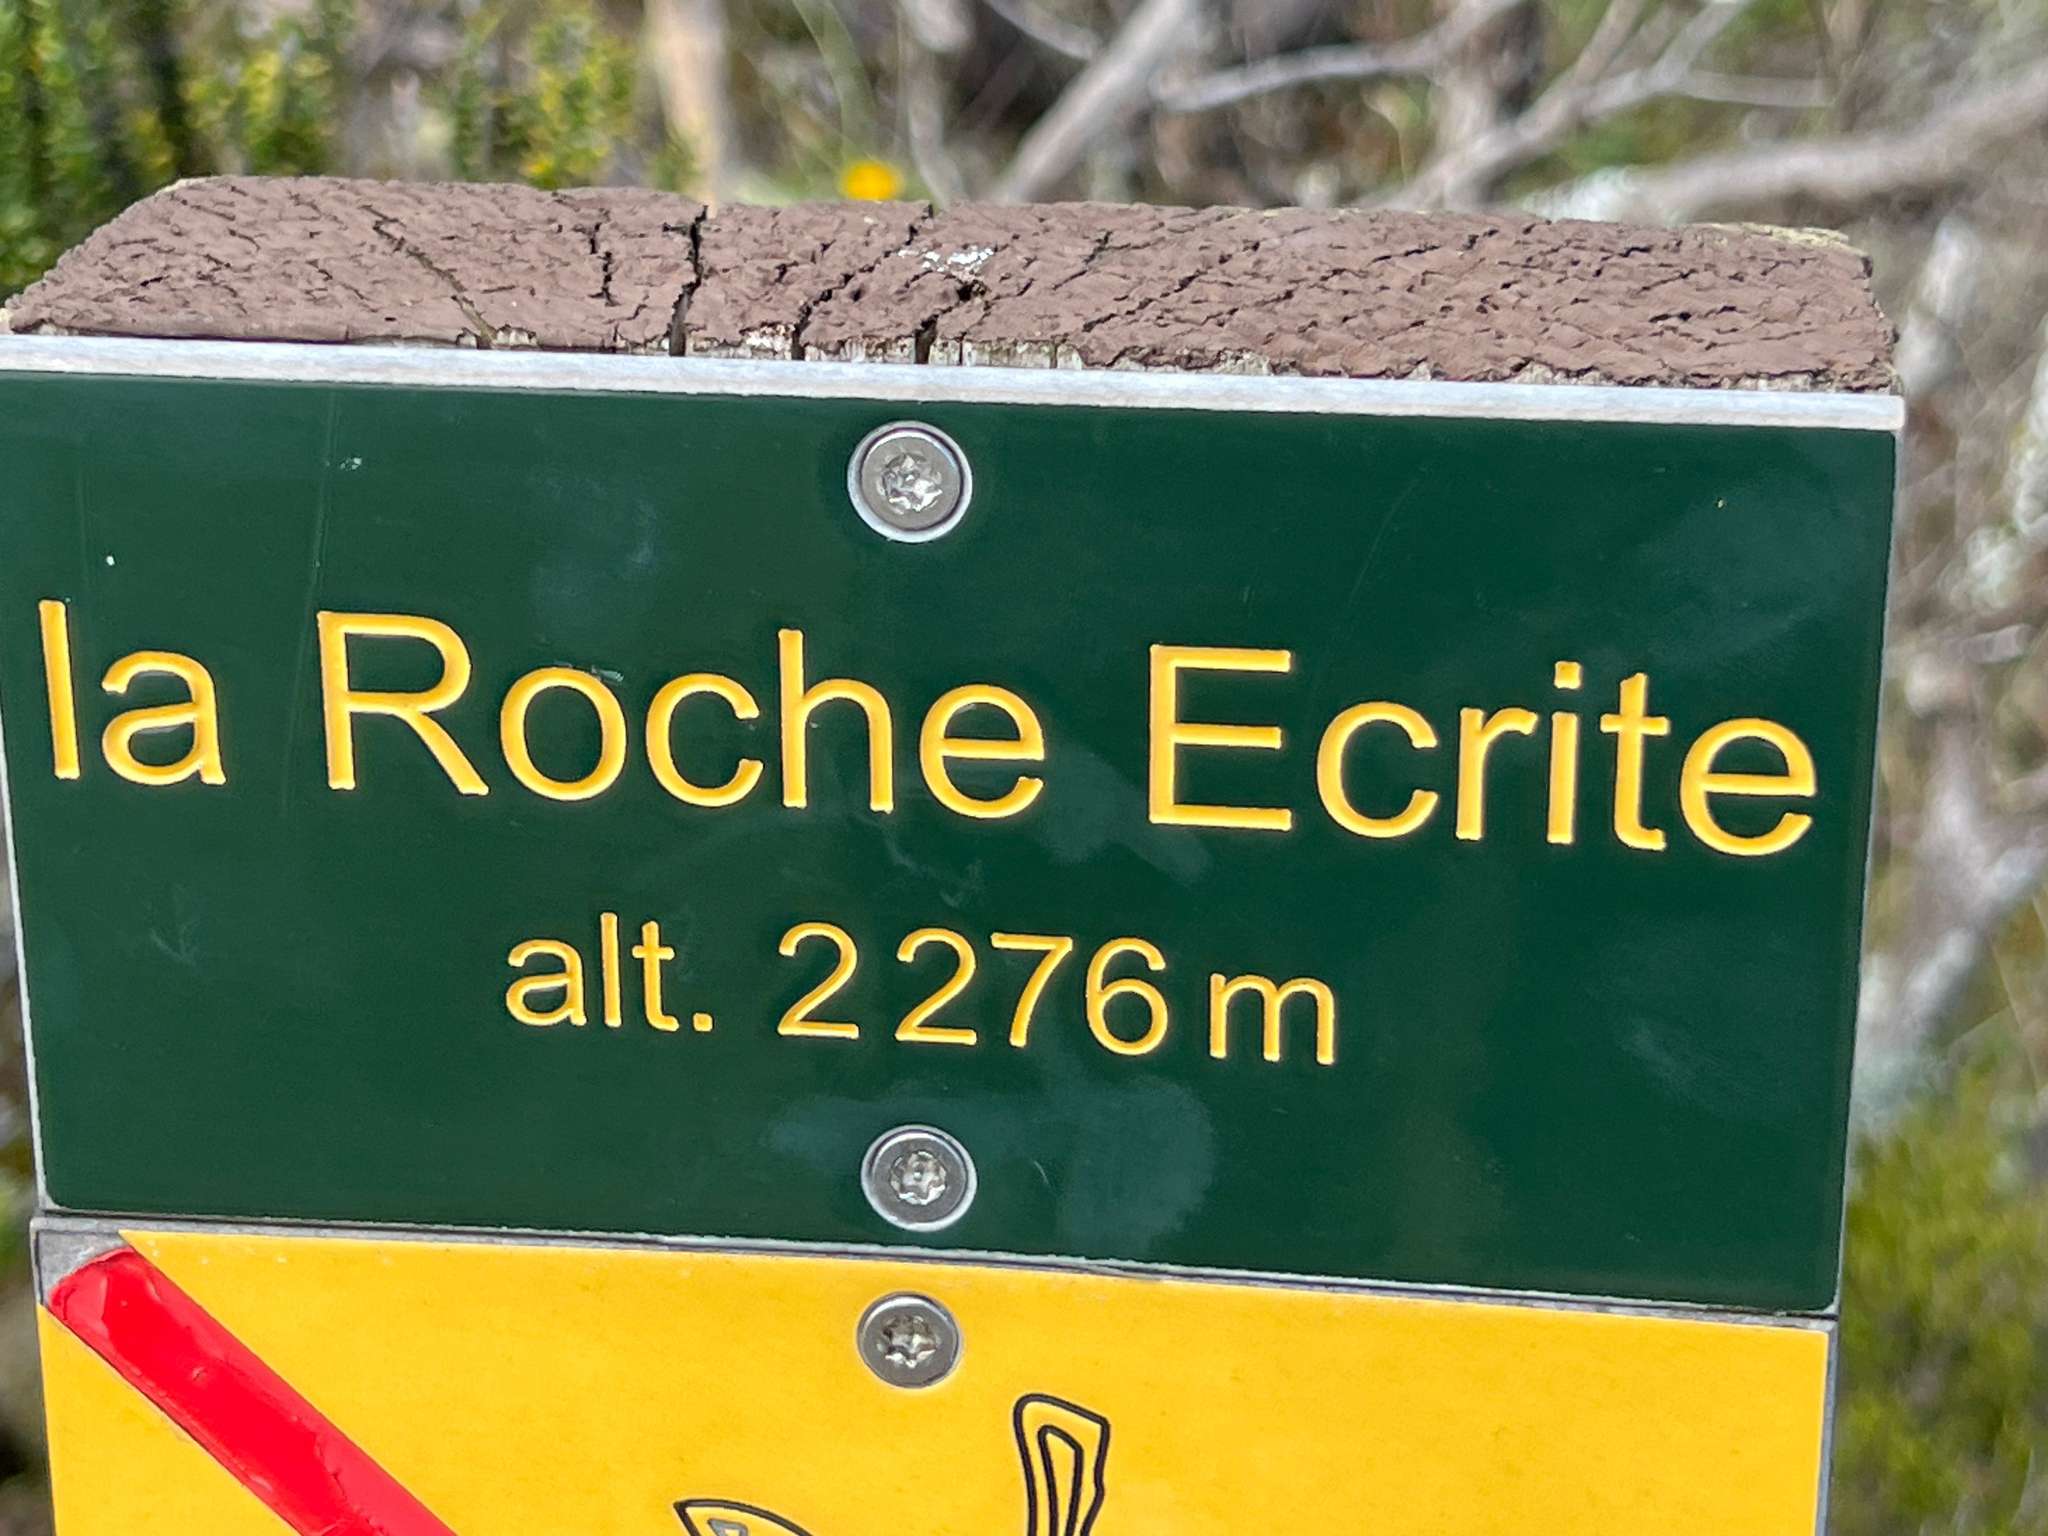 la Roche Ecrite
alt. 2 276 m